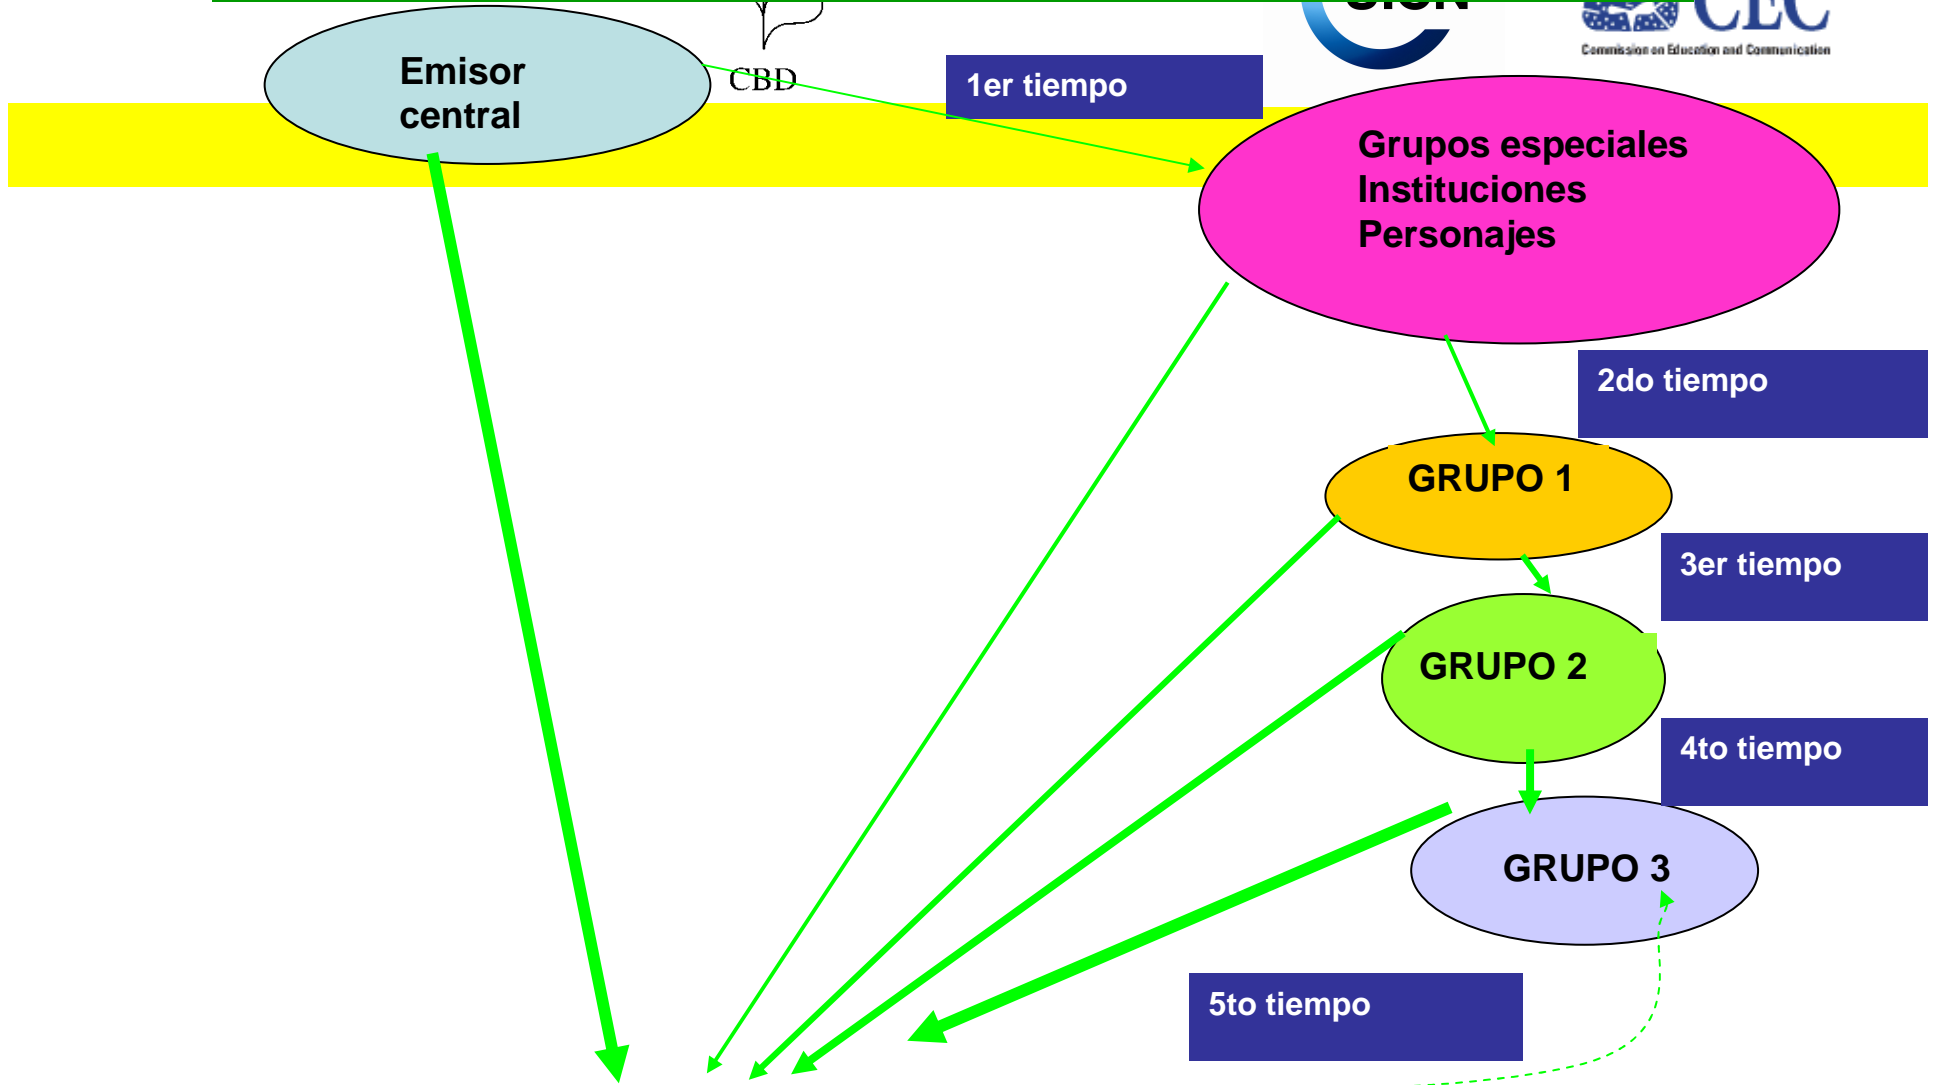 CEC
Commission on Education and Communication
Emisor
central
CBD
1er tiempo
Grupos especiales
Instituciones
Personajes
2do tiempo
GRUPO 1
3er tiempo
GRUPO 2
4to tiempo
GRUPO 3
5to tiempo